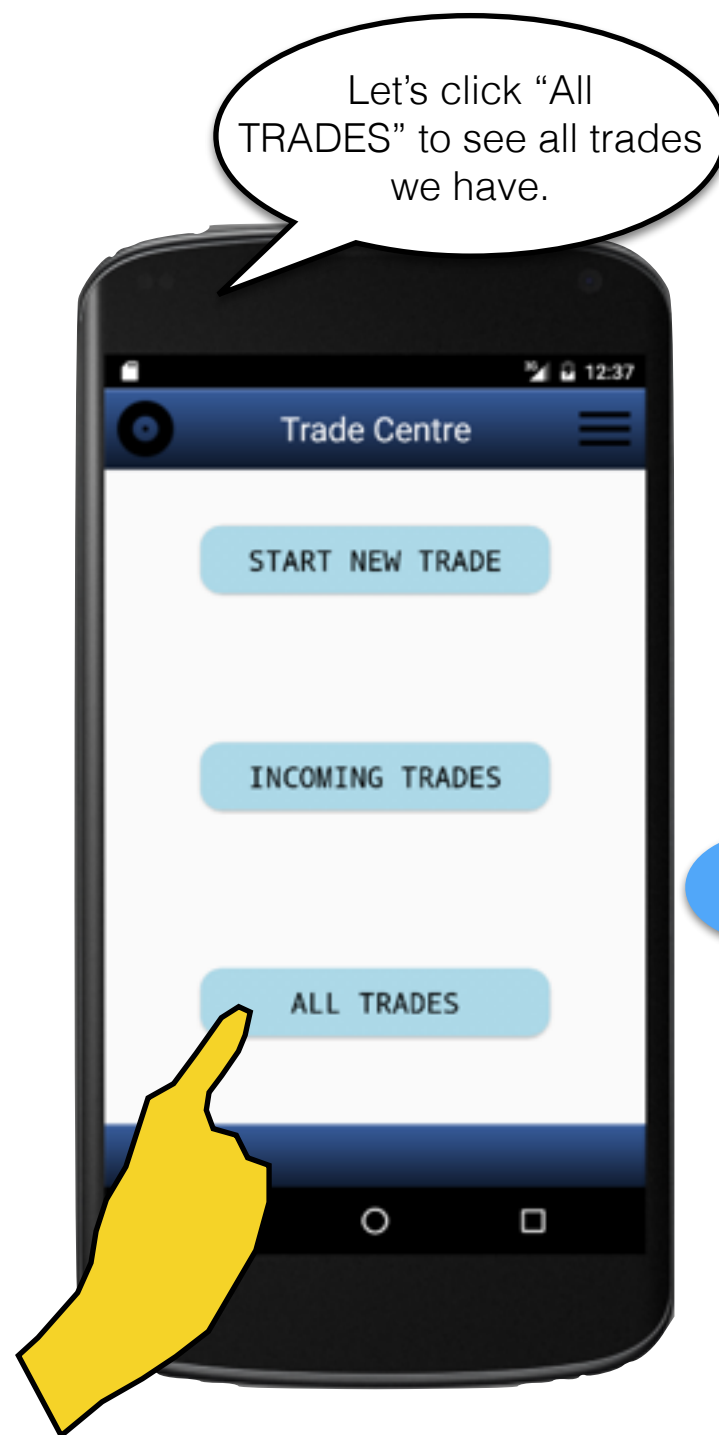 Let’s click “All
TRADES” to see all trades
we have.
3G 12:37
Trade Centre
START NEW TRADE
INCOMING TRADES
ALL TRADES